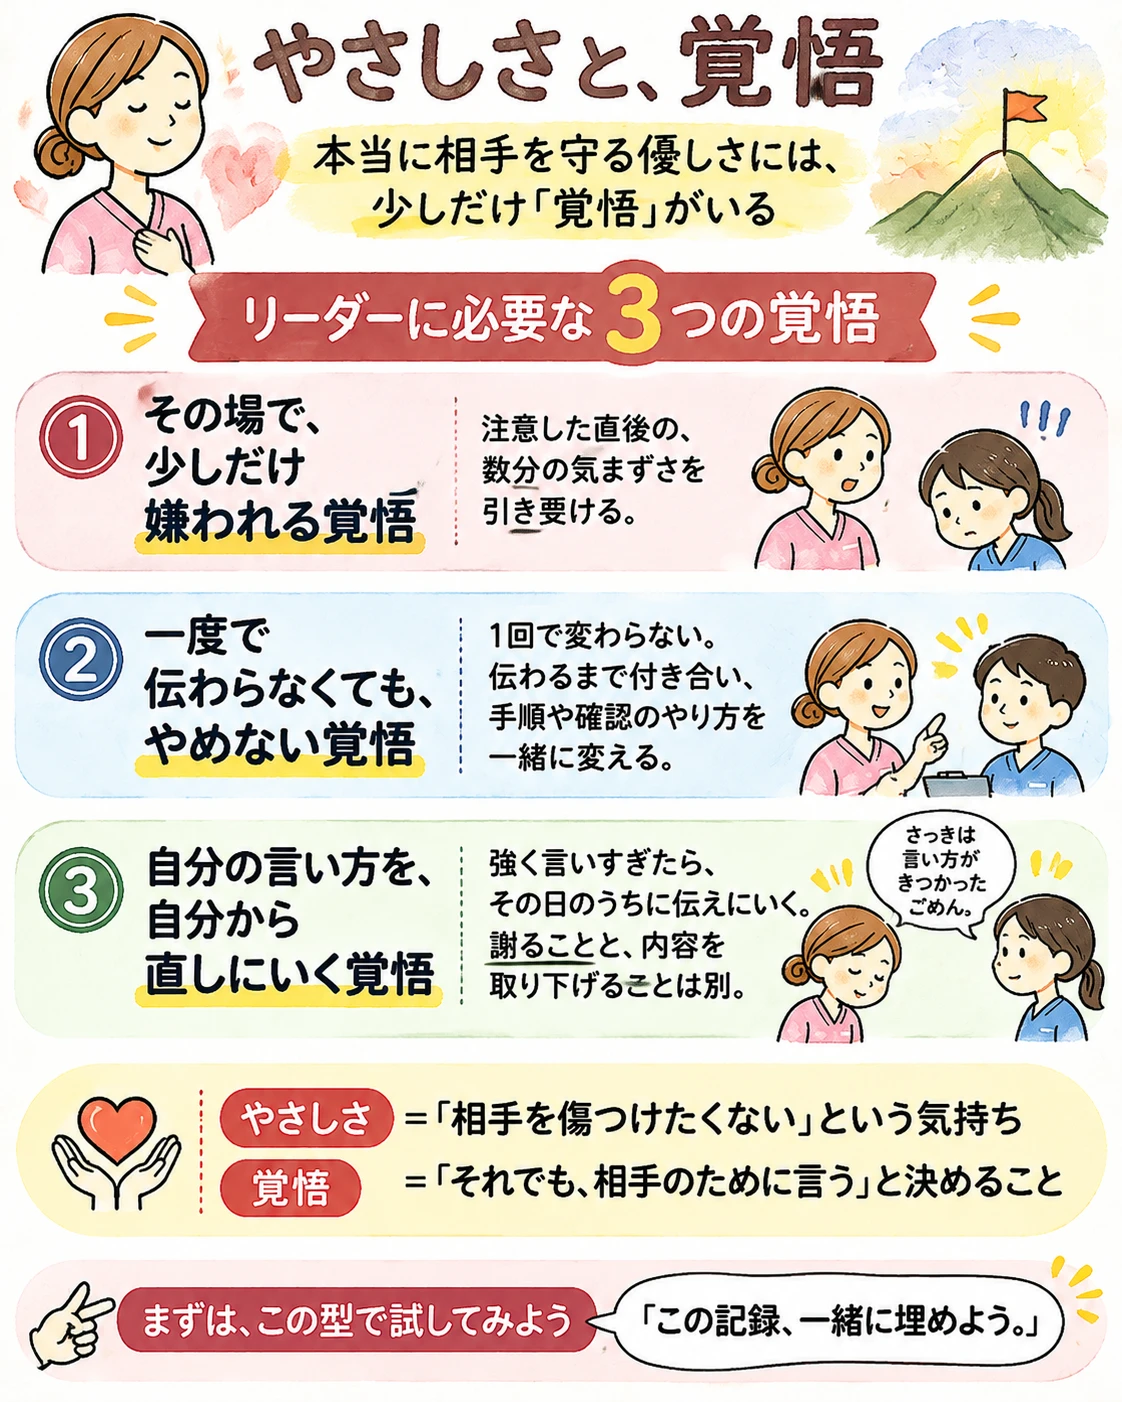 やさしさと、覚悟
本当に相手を守る優しさには、
少しだけ「覚悟」がいる
リーダーに必要な3つの覚悟
1
その場で、
少しだけ
嫌われる覚悟
注意した直後の、
数分の気まずさを
引き要ける。
2
一度で
伝わらなくても、
やめない覚悟
1回で変わらない。
伝わるまで付き合い、
手順や確認のやり方を
一緒に変える。
3
自分の言い方を、
自分から
直しにいく覚悟
強く言いすぎたら、
その日のうちに伝えにいく。
謝ることと、内容を
取り下げることは別。
さっきは
言い方が
きつかった
ごめん。
やさしさ =「相手を傷つけたくない」という気持ち
覚悟 =「それでも、相手のために言う」と決めること
まずは、この型で試してみよう
「この記録、一緒に埋めよう。」